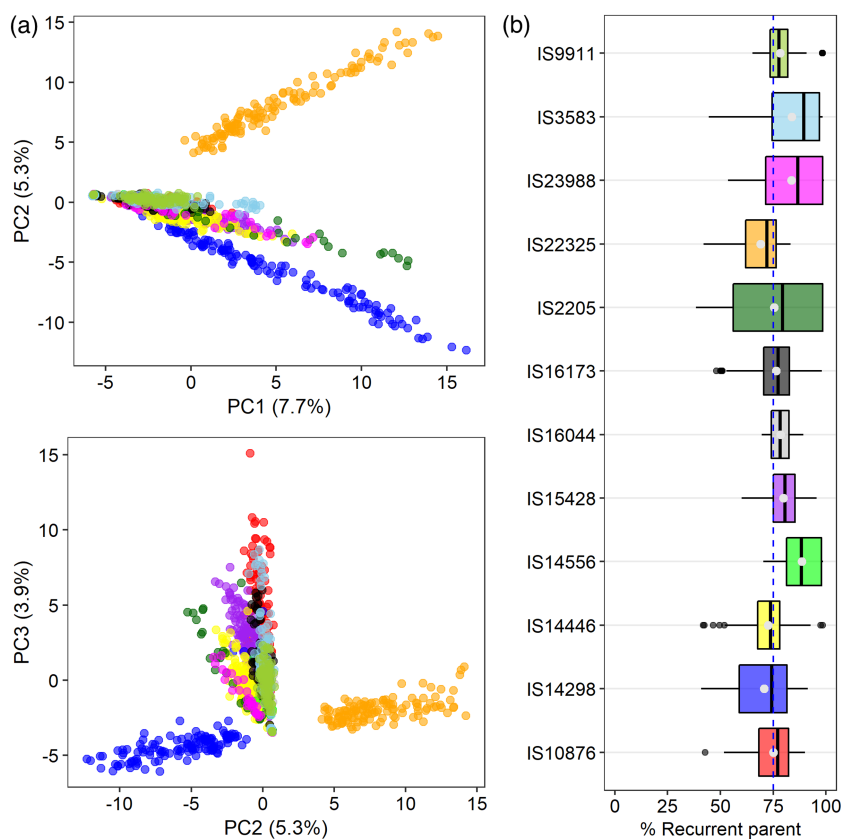 (a)
15
10
5
0
-5
-10
PC2 (5.3%)
-5 0 5 10 15
PC1 (7.7%)
15
10
5
0
-5
PC3 (3.9%)
-10 -5 0 5 10 15
PC2 (5.3%)
(b)
IS9911
IS3583
IS23988
IS22325
IS2205
IS16173
IS16044
IS15428
IS14556
IS14446
IS14298
IS10876
0 25 50 75 100
% Recurrent parent